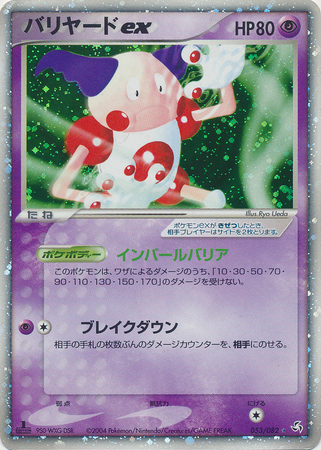 バリヤードex HP80
Illus.Ryo Ueda
たね
ポケモンexがきぜつしたとき、
相手プレイヤーはサイドを2枚とります。
ポケボディー インパールバリア
このポケモンは、ワザによるダメージのうち、「10・30・50・70・
90・110・130・150・170」のダメージを受けない。
ブレイクダウン
相手の手札の枚数ぶんのダメージカウンターを、相手にのせる。
弱点 抵抗力 にげる
950 WXG DSR ©2004 Pokémon/Nintendo/Creatures/GAME FREAK 053/082